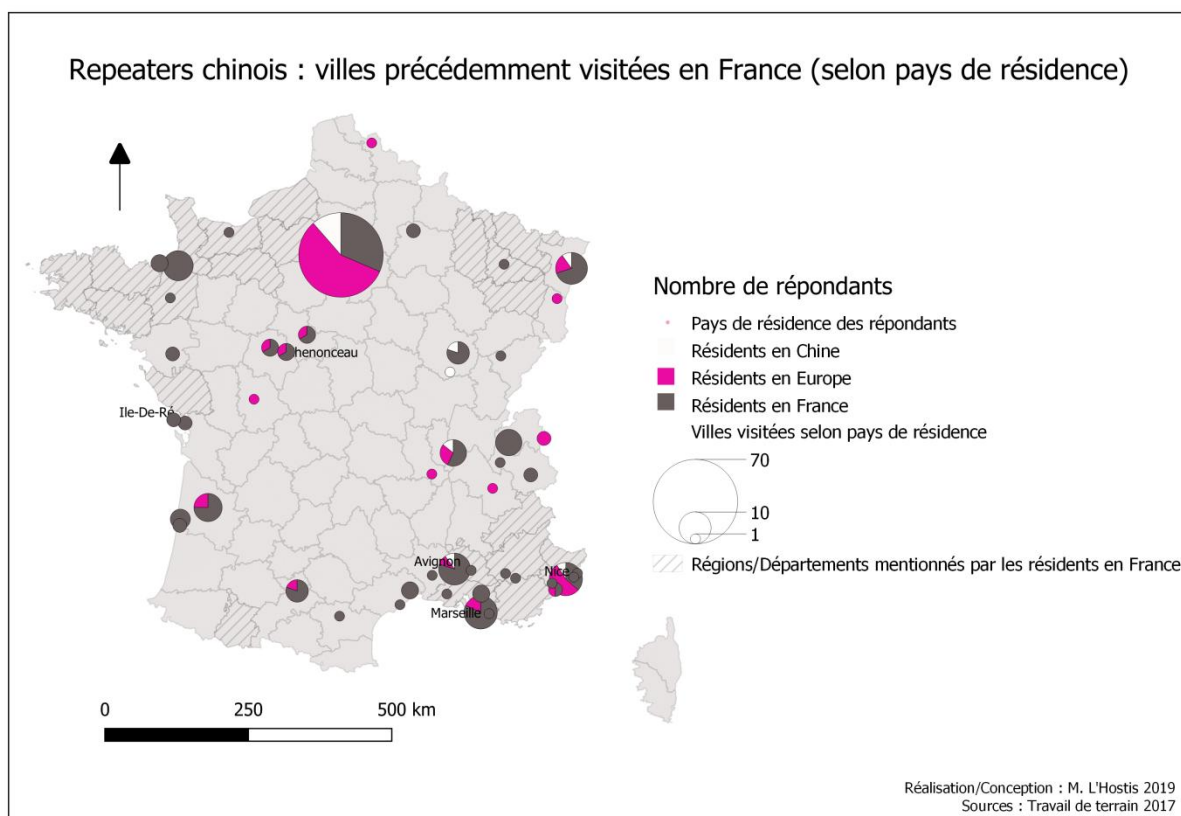 Repeaters chinois : villes précédemment visitées en France (selon pays de résidence)
henonceau
Ile-De-Ré
Avignon
Nice
Marseille
0 250 500 km
Nombre de répondants
Pays de résidence des répondants
Résidents en Chine
Résidents en Europe
Résidents en France
Villes visitées selon pays de résidence
70
10
1
Régions/Départements mentionnés par les résidents en France
Réalisation/Conception : M. L'Hostis 2019
Sources : Travail de terrain 2017